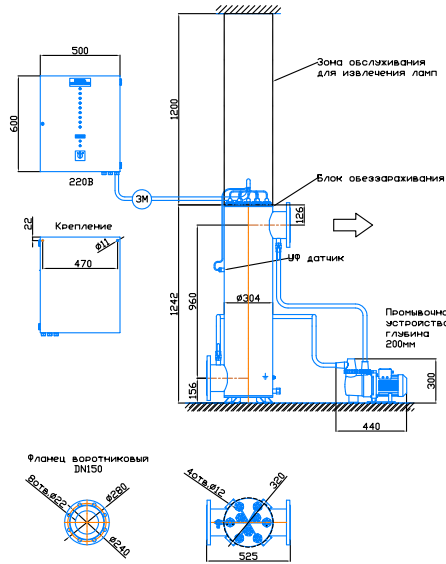 500
600
220В
3М
Крепление
22
Ø11
470
1200
Зона обслуживания
для извлечения ламп
Блок обеззараживания
126
УФ датчик
1242
960
Ø304
156
Промывочно
устройство
глубина
200мм
300
440
Фланец воротниковый
DN150
8отв.Ø22
Ø280
Ø240
4отв.Ø12
320
525